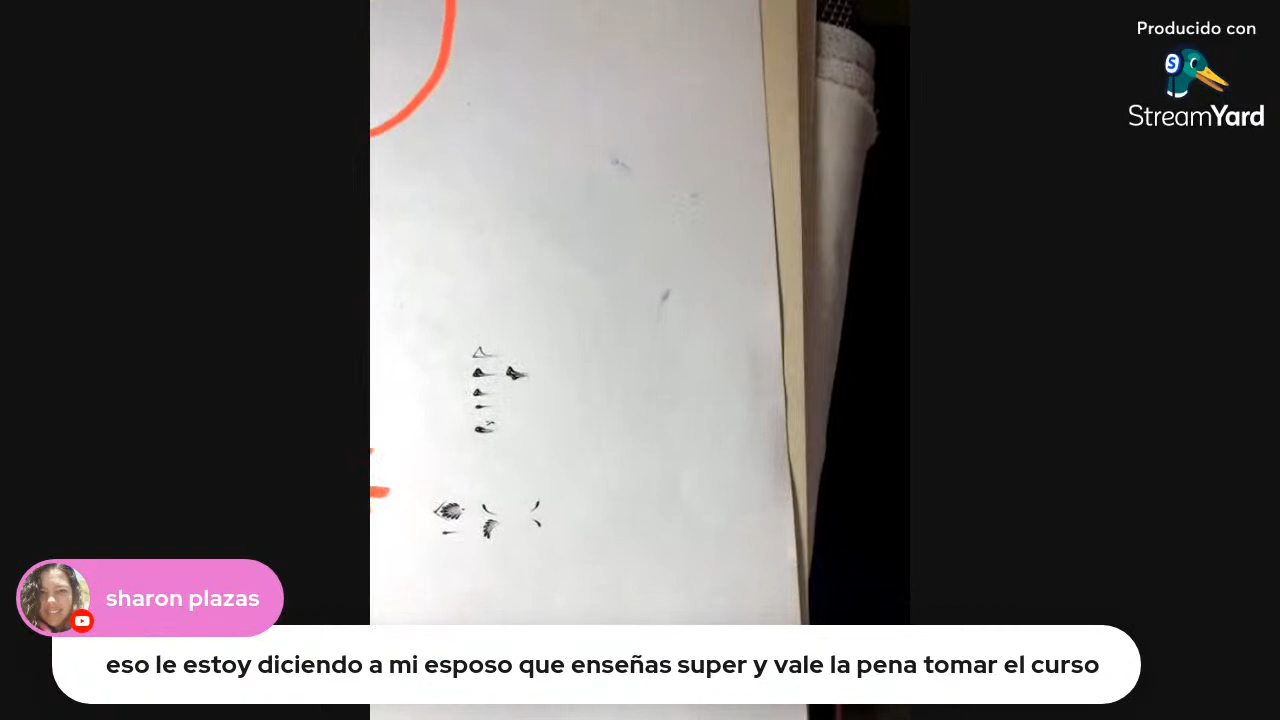 Producido con
StreamYard
sharon plazas
eso le estoy diciendo a mi esposo que enseñas super y vale la pena tomar el curso